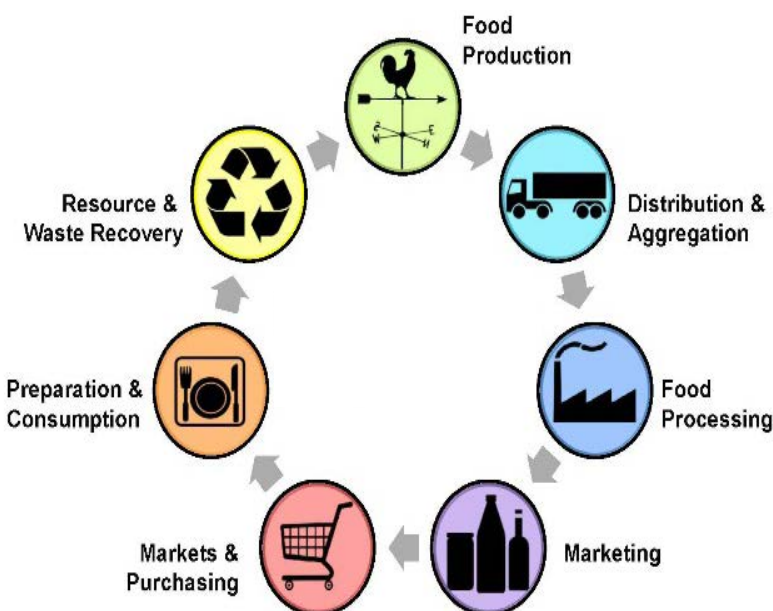 Food
Production
Distribution &
Aggregation
Food
Processing
Marketing
Markets &
Purchasing
Preparation &
Consumption
Resource &
Waste Recovery